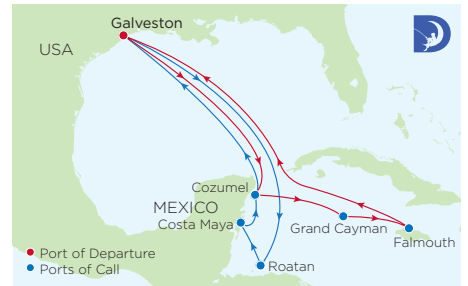 Galveston
USA
Cozumel
MEXICO
Costa Maya
Grand Cayman
Falmouth
Port of Departure
Ports of Call
Roatan